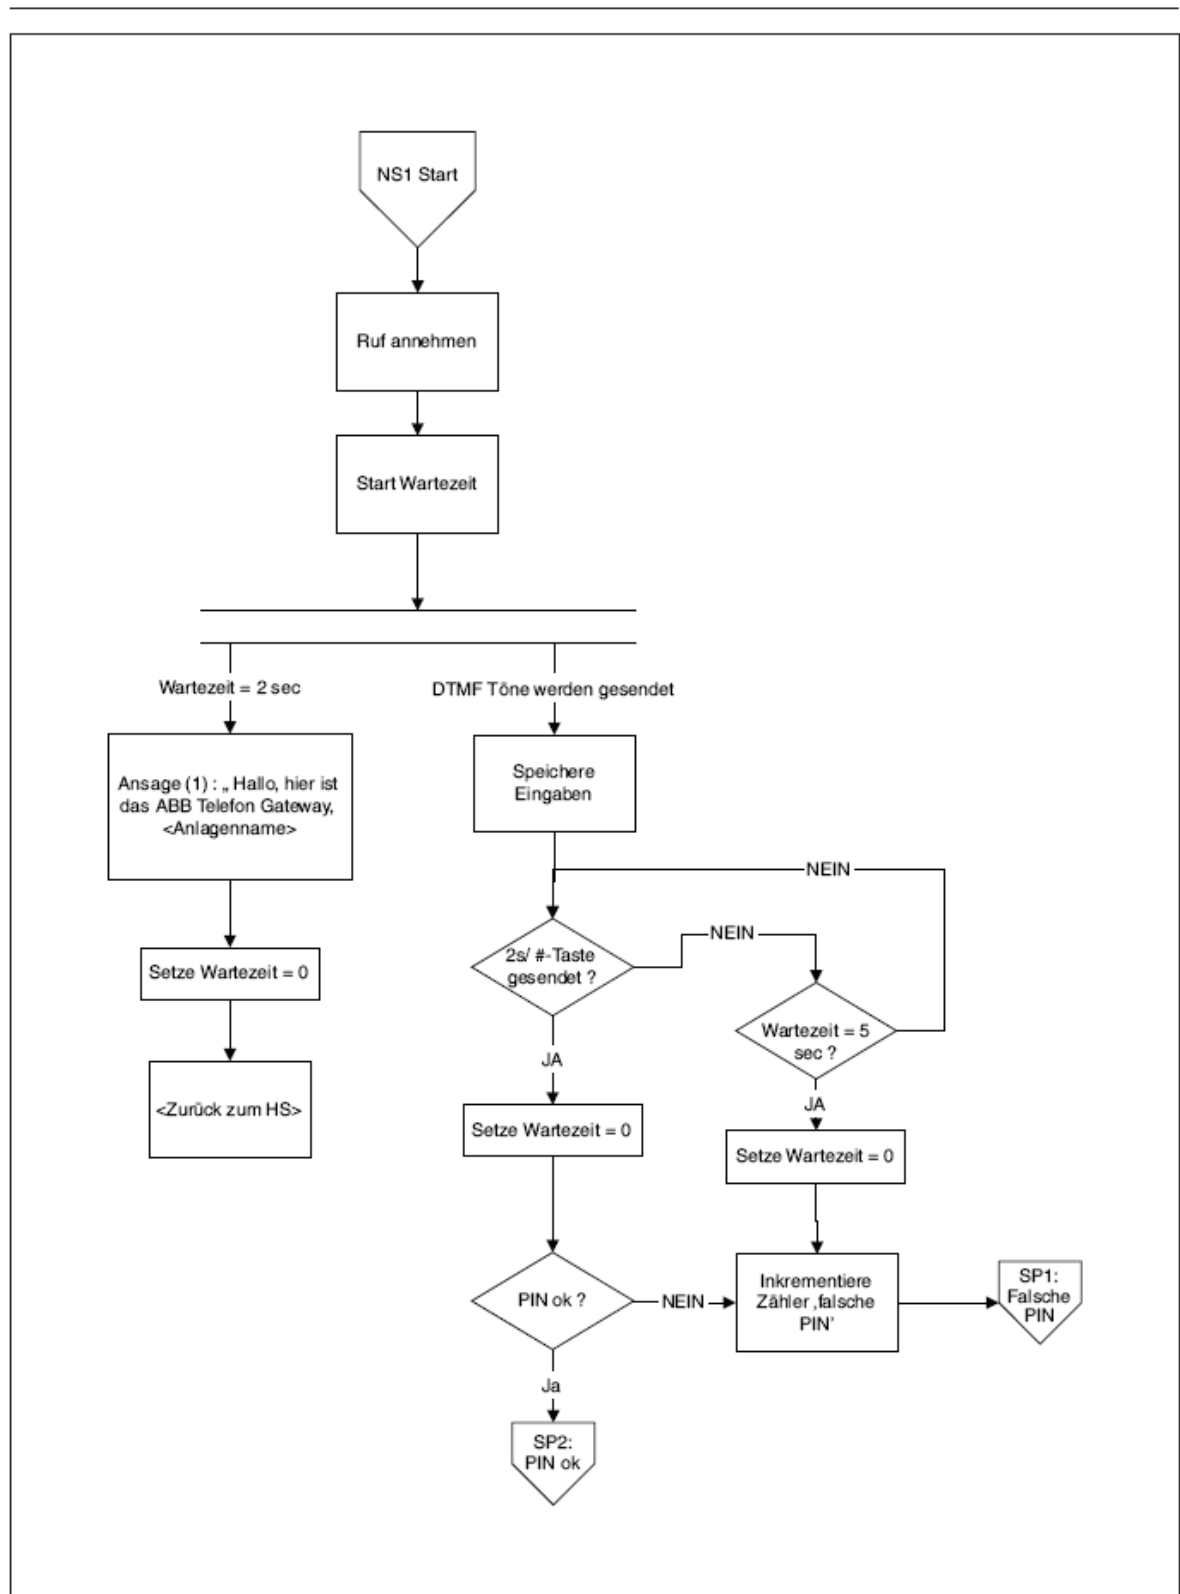 NS1 Start
Ruf annehmen
Start Wartezeit
Wartezeit = 2 sec
DTMF Töne werden gesendet
Ansage (1) : „ Hallo, hier ist
das ABB Telefon Gateway,
<Anlagenname>
Speichere
Eingaben
NEIN
2s/ #-Taste
gesendet ?
NEIN
Setze Wartezeit = 0
Wartezeit = 5
sec ?
JA
<Zurück zum HS>
JA
Setze Wartezeit = 0
Setze Wartezeit = 0
PIN ok ?
NEIN
Inkrementiere
Zähler ‚falsche
PIN’
SP1:
Falsche
PIN
Ja
SP2:
PIN ok